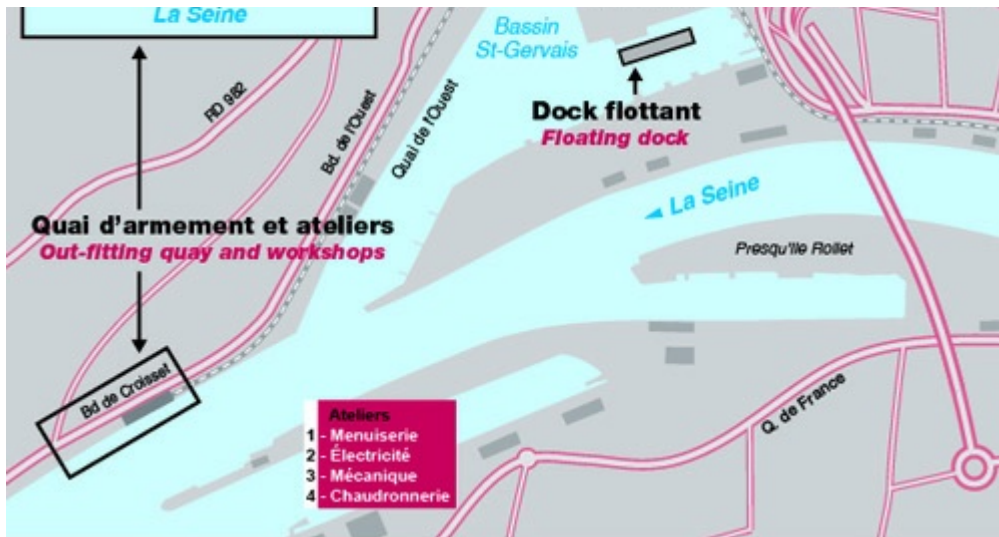 La Seine
Bassin
St-Gervais
RD 982
Bd. de l'Ouest
Quai de l'Ouest
Dock flottant
Floating dock
La Seine
Quai d'armement et ateliers
Out-fitting quay and workshops
Presqu'île Rollet
Bd de Croisset
Q. de France
Ateliers
1 - Menuiserie
2 - Électricité
3 - Mécanique
4 - Chaudronnerie